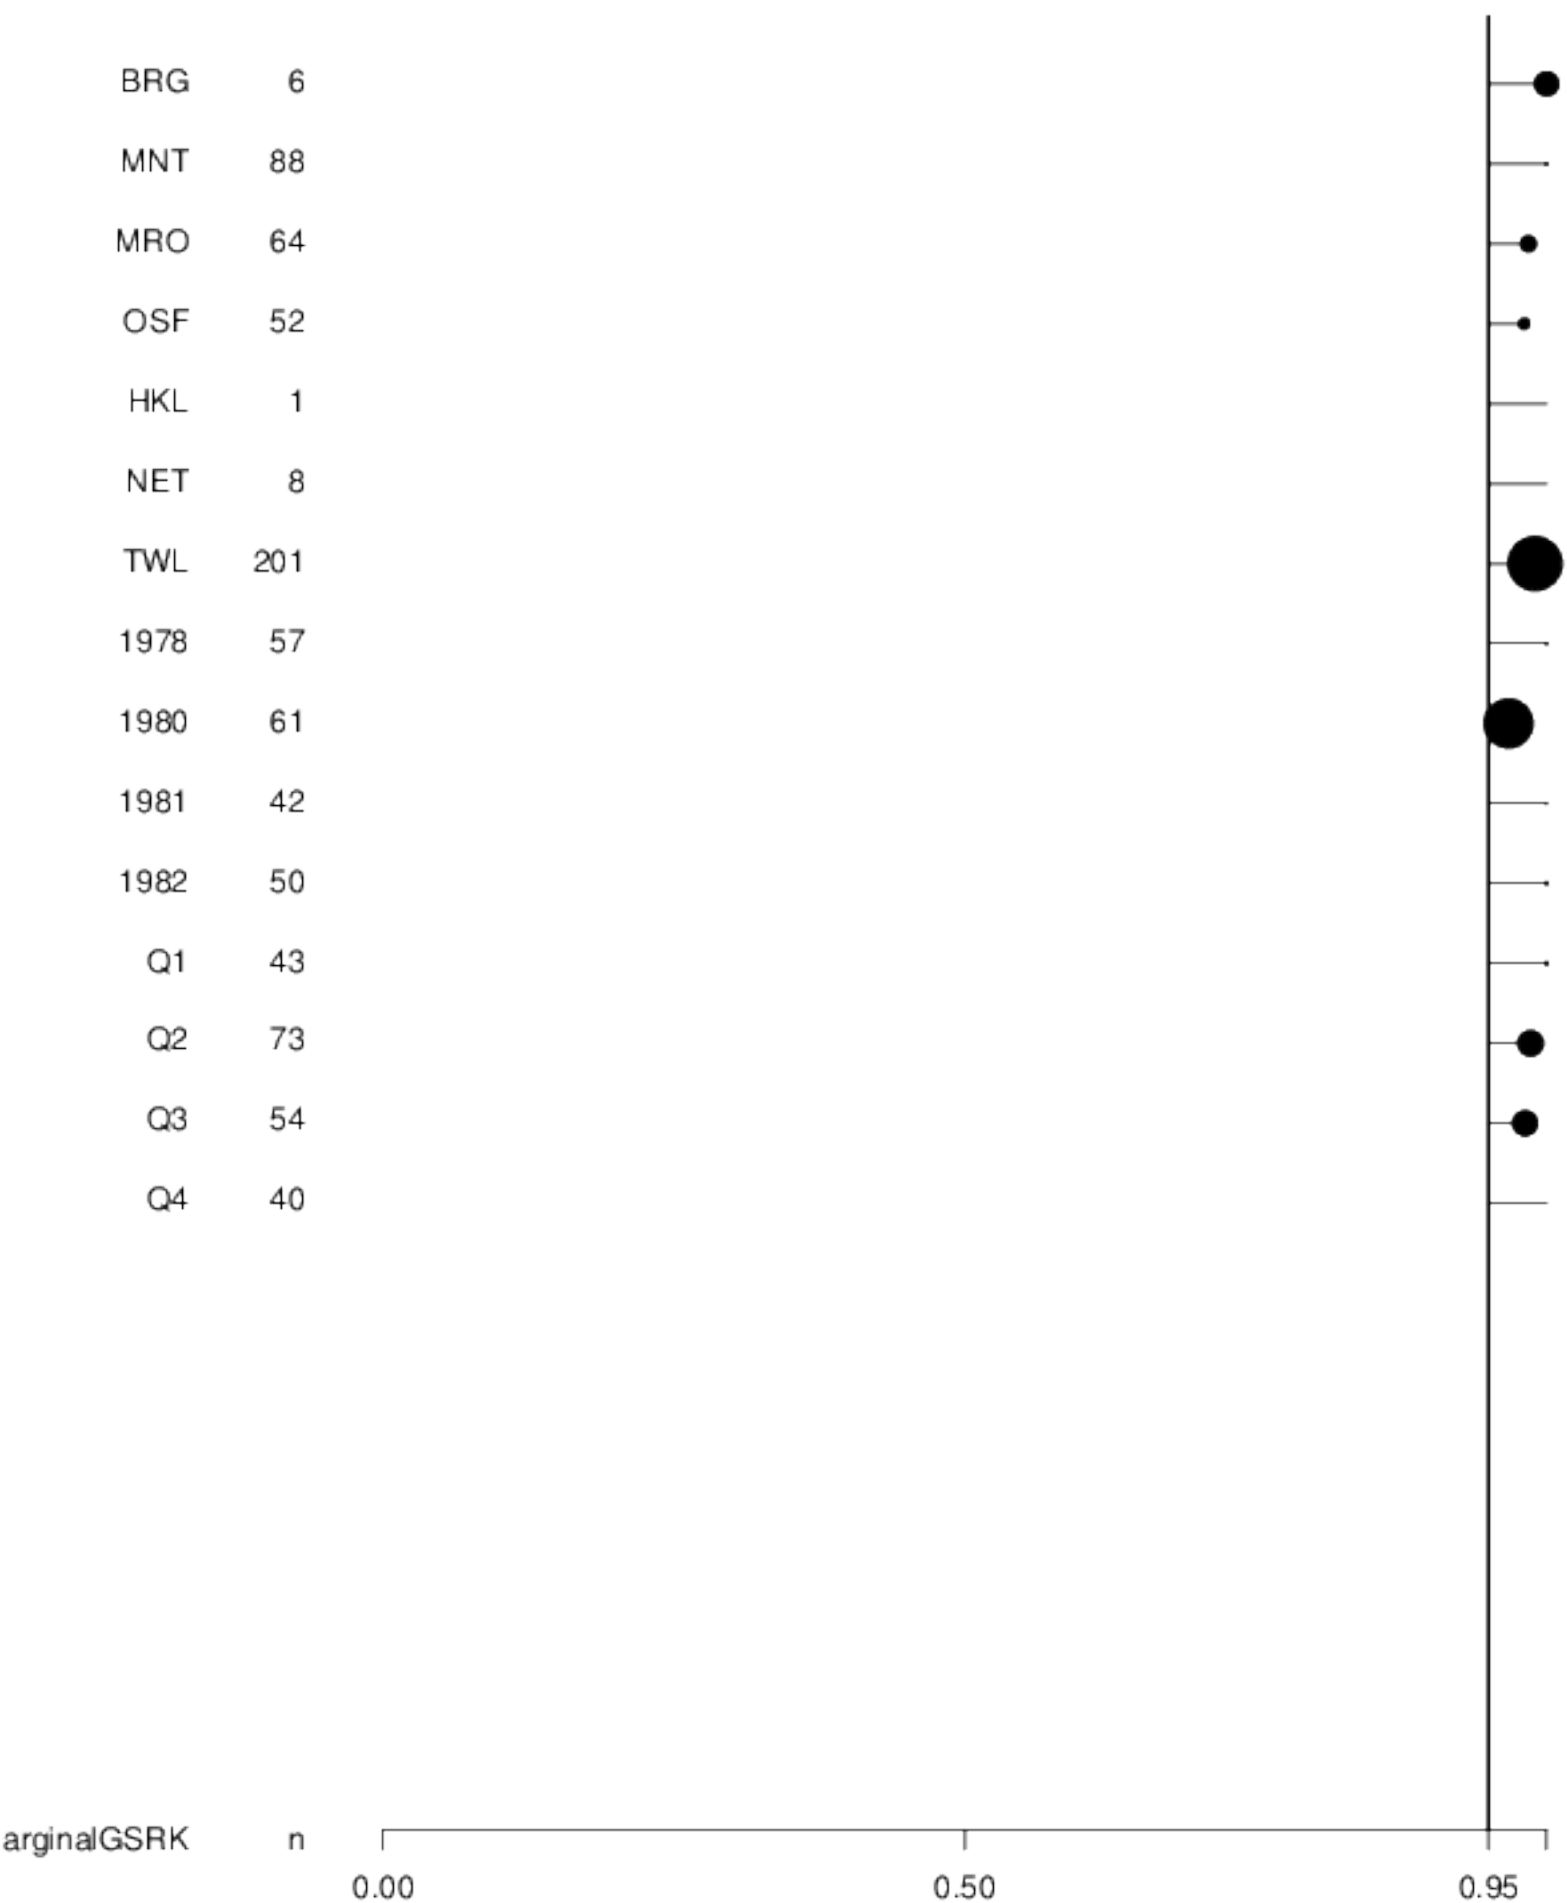 BRG 6
MNT 88
MRO 64
OSF 52
HKL 1
NET 8
TWL 201
1978 57
1980 61
1981 42
1982 50
Q1 43
Q2 73
Q3 54
Q4 40
arginalGSRK n
0.00 0.50 0.95